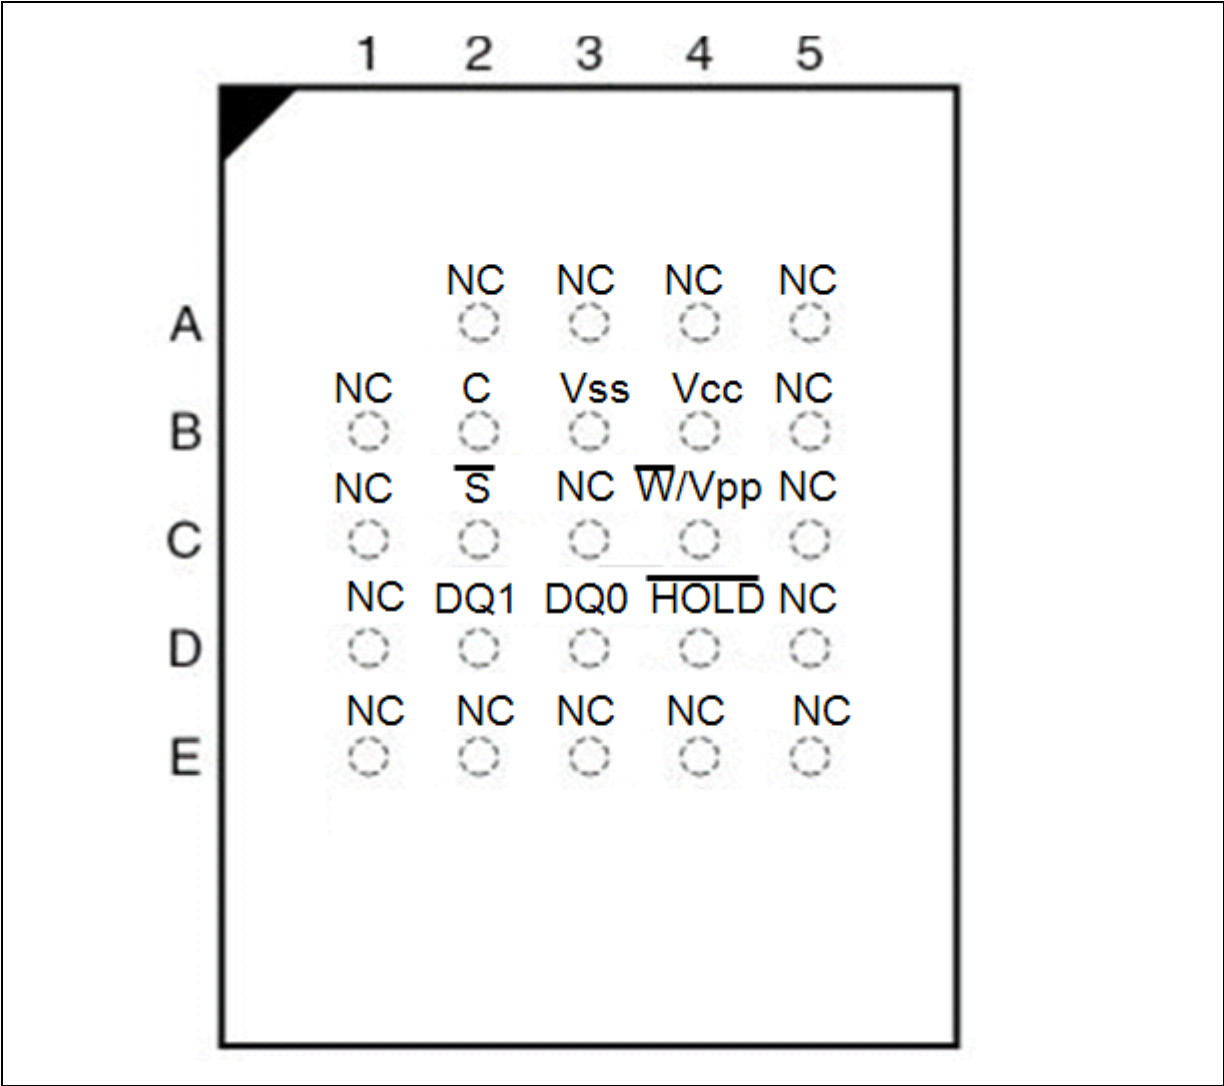 1 2 3 4 5
NC NC NC NC
A
NC C Vss Vcc NC
B
NC S̅ NC W̅/Vpp NC
C
NC DQ1 DQ0 H̅O̅L̅D̅ NC
D
NC NC NC NC NC
E